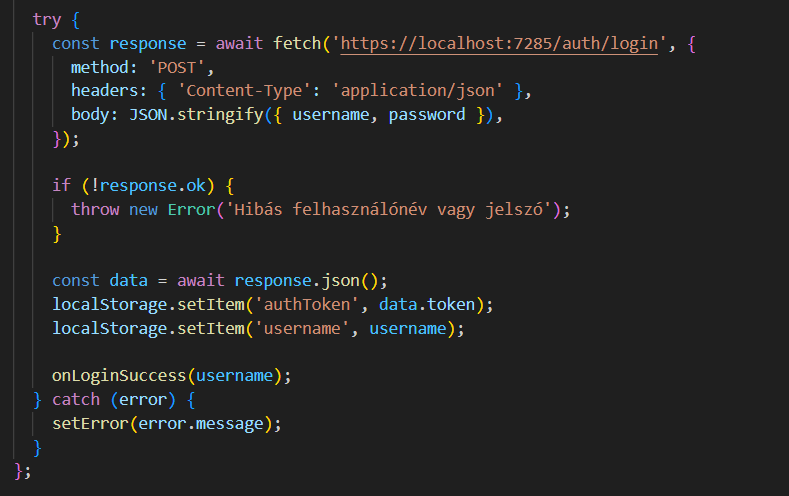 try {
const response = await fetch('https://localhost:7285/auth/login', {
method: 'POST',
headers: { 'Content-Type': 'application/json' },
body: JSON.stringify({ username, password }),
});
if (!response.ok) {
throw new Error('Hibás felhasználónév vagy jelszó');
}
const data = await response.json();
localStorage.setItem('authToken', data.token);
localStorage.setItem('username', username);
onLoginSuccess(username);
} catch (error) {
setError(error.message);
}
};